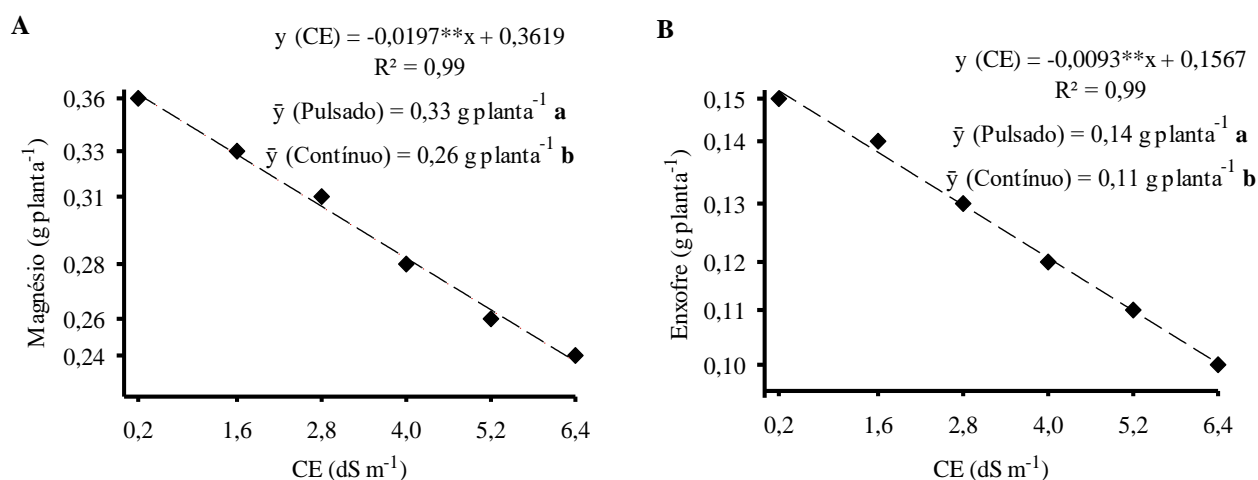 A
y (CE) = -0,0197**x + 0,3619
R² = 0,99
ȳ (Pulsado) = 0,33 g planta⁻¹ a
ȳ (Contínuo) = 0,26 g planta⁻¹ b
Magnésio (g planta⁻¹)
0,36
0,33
0,31
0,28
0,26
0,24
0,2 1,6 2,8 4,0 5,2 6,4
CE (dS m⁻¹)
B
y (CE) = -0,0093**x + 0,1567
R² = 0,99
ȳ (Pulsado) = 0,14 g planta⁻¹ a
ȳ (Contínuo) = 0,11 g planta⁻¹ b
Enxofre (g planta⁻¹)
0,15
0,14
0,13
0,12
0,11
0,10
0,2 1,6 2,8 4,0 5,2 6,4
CE (dS m⁻¹)